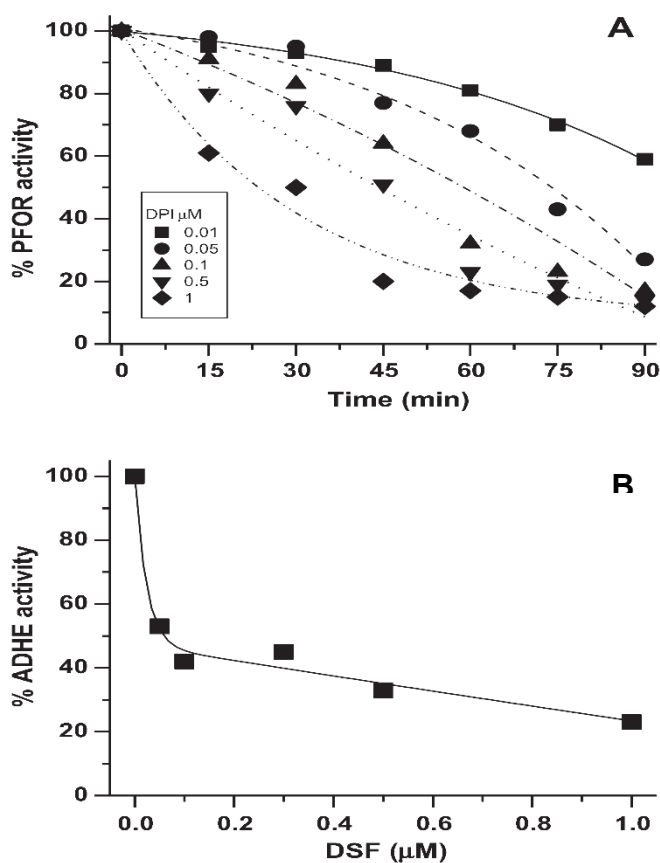 A
% PFOR activity
100
80
60
40
20
0
DPI µM
0.01
0.05
0.1
0.5
1
0 15 30 45 60 75 90
Time (min)
B
% ADHE activity
100
80
60
40
20
0
0.0 0.2 0.4 0.6 0.8 1.0
DSF (µM)